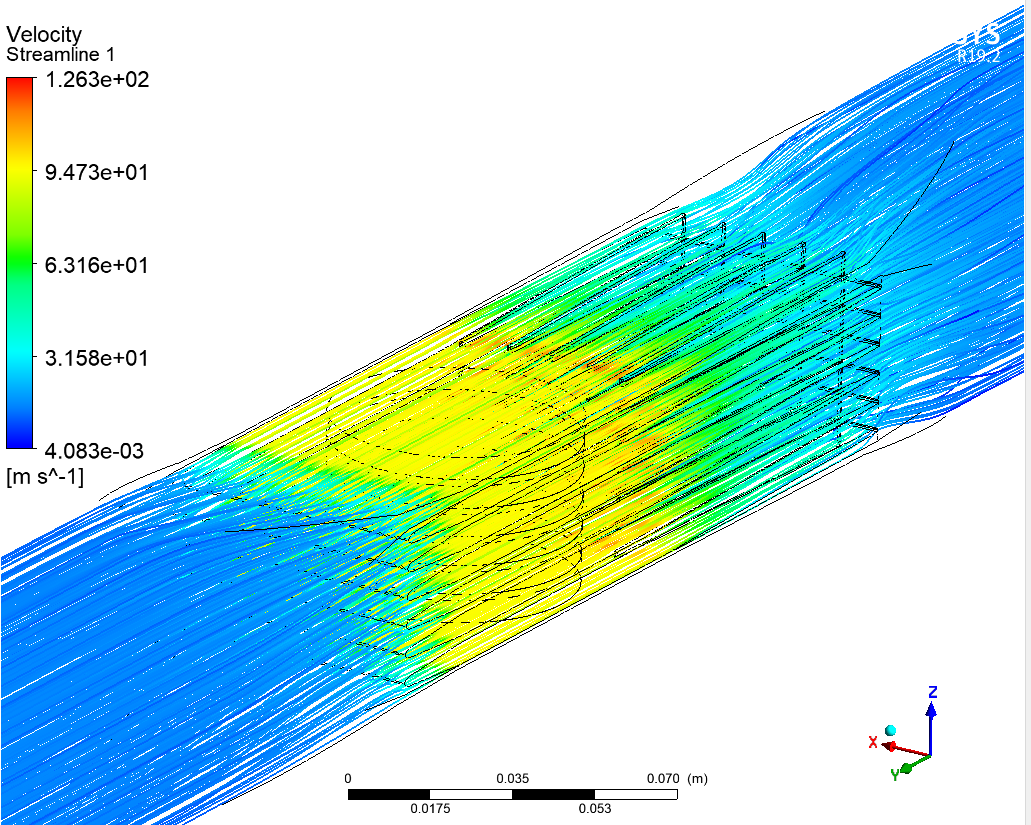 Velocity
Streamline 1
1.263e+02
9.473e+01
6.316e+01
3.158e+01
4.083e-03
[m s^-1]
R19.2
Z
X
Y
0 0.035 0.070 (m)
0.0175 0.053